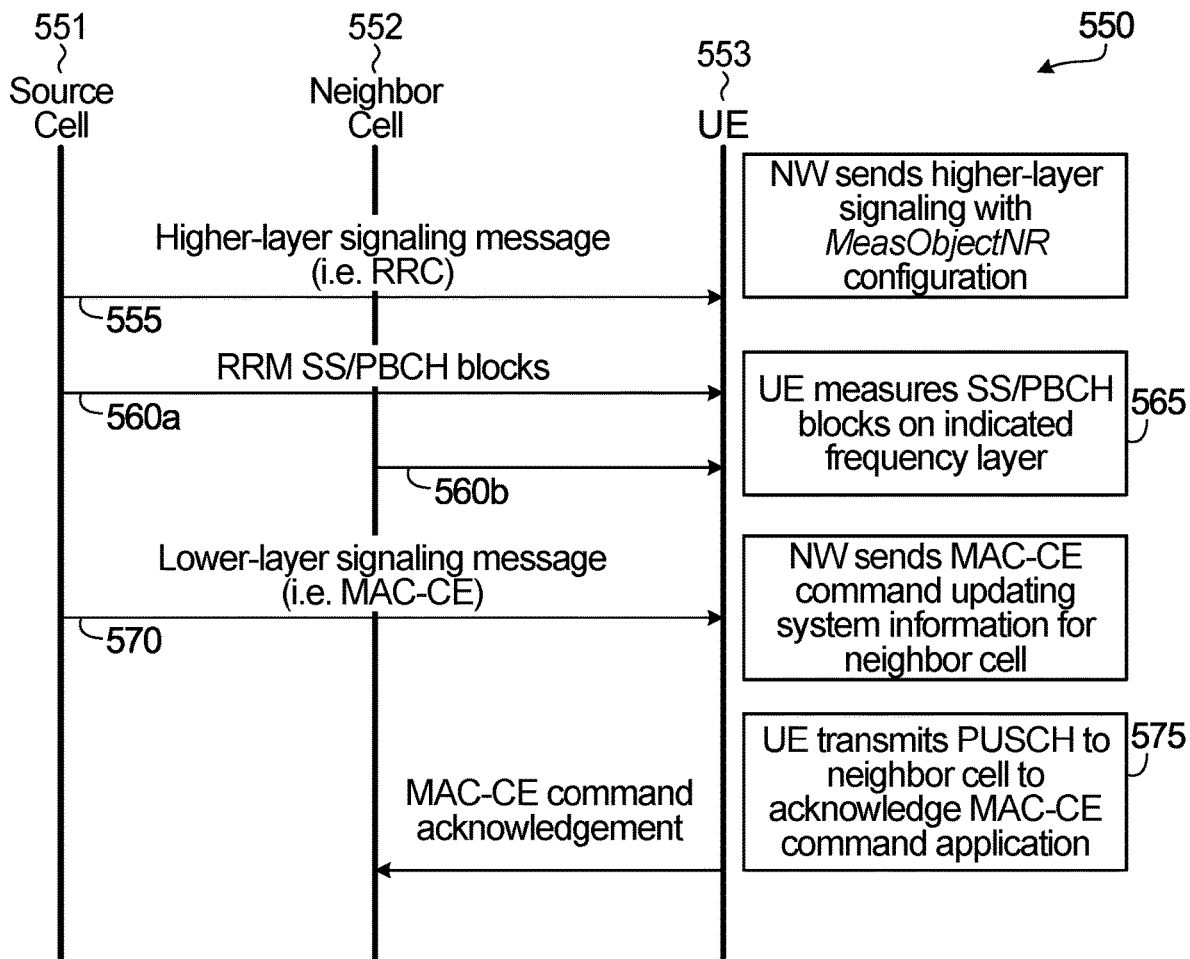 551
552
553
550
Source
Cell
Neighbor
Cell
UE
NW sends higher-layer
signaling with
MeasObjectNR
configuration
Higher-layer signaling message
(i.e. RRC)
555
RRM SS/PBCH blocks
560a
560b
UE measures SS/PBCH
blocks on indicated
frequency layer
565
Lower-layer signaling message
(i.e. MAC-CE)
570
NW sends MAC-CE
command updating
system information for
neighbor cell
MAC-CE command
acknowledgement
UE transmits PUSCH to
neighbor cell to
acknowledge MAC-CE
command application
575